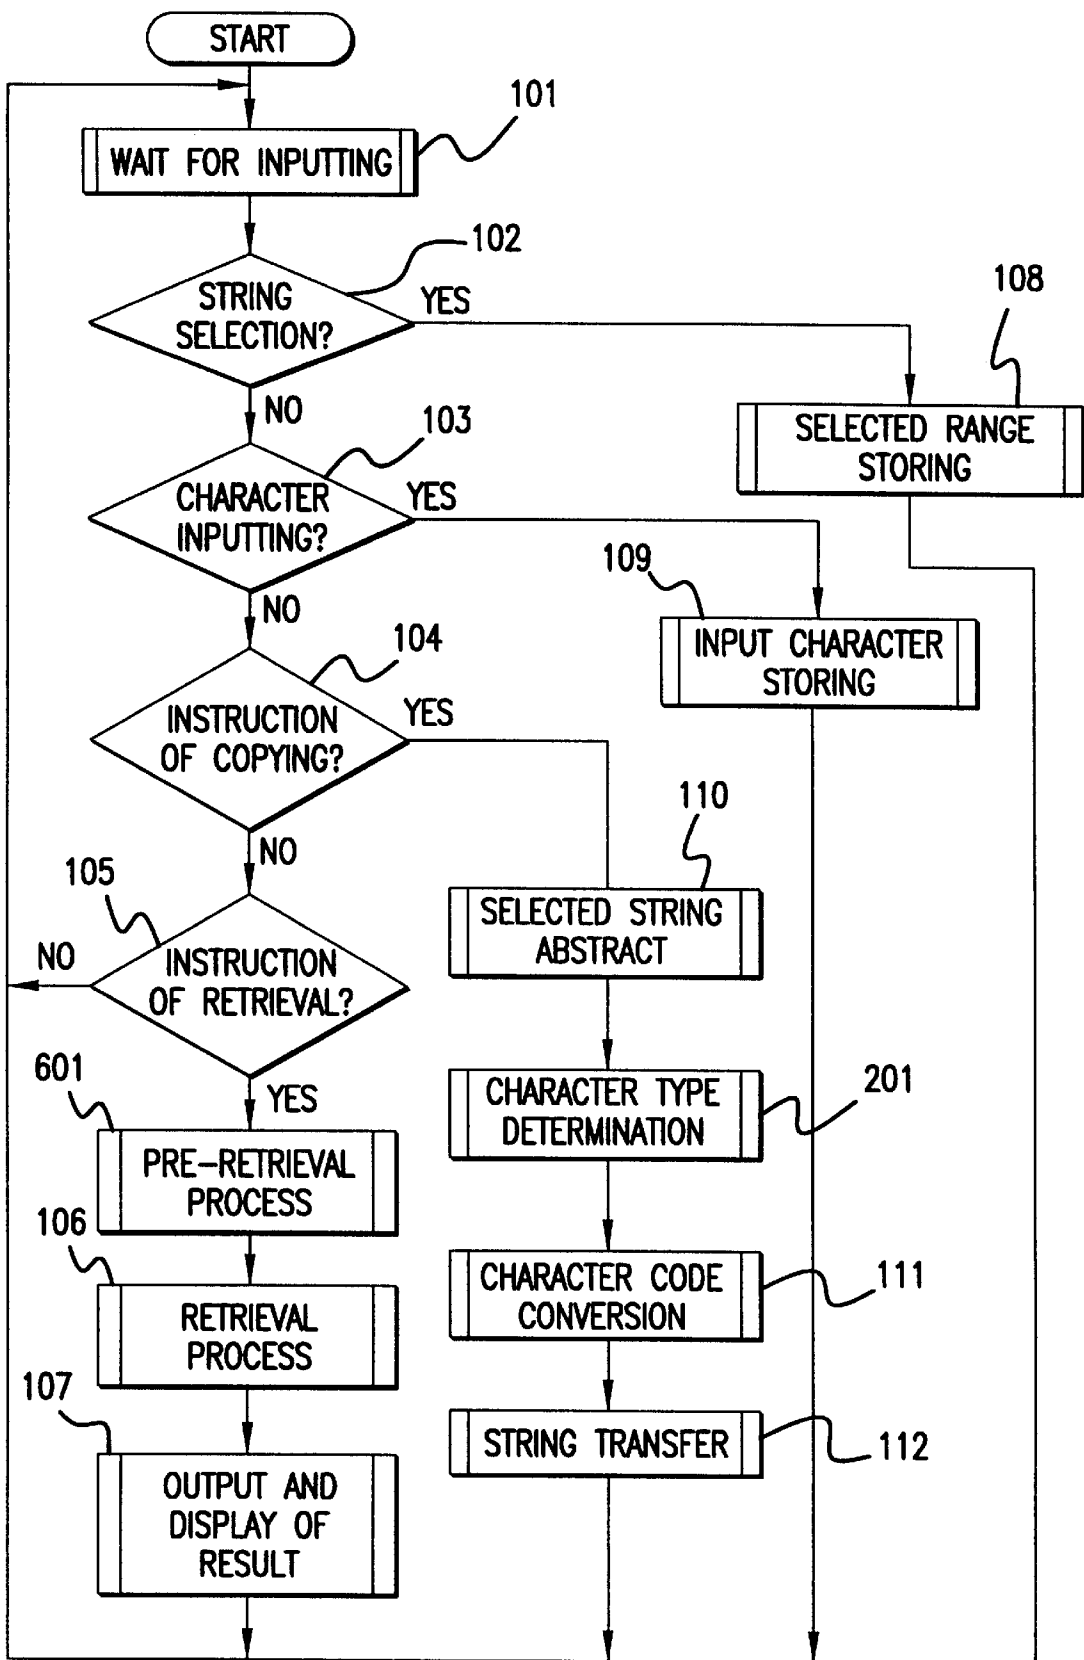 START
101
WAIT FOR INPUTTING
102
STRING
SELECTION?
YES
108
NO
SELECTED RANGE
STORING
103
CHARACTER
INPUTTING?
YES
109
NO
INPUT CHARACTER
STORING
104
INSTRUCTION
OF COPYING?
YES
110
NO
105
SELECTED STRING
ABSTRACT
NO
INSTRUCTION
OF RETRIEVAL?
601
YES
CHARACTER TYPE
DETERMINATION
201
PRE-RETRIEVAL
PROCESS
106
CHARACTER CODE
CONVERSION
111
RETRIEVAL
PROCESS
107
STRING TRANSFER
112
OUTPUT AND
DISPLAY OF
RESULT